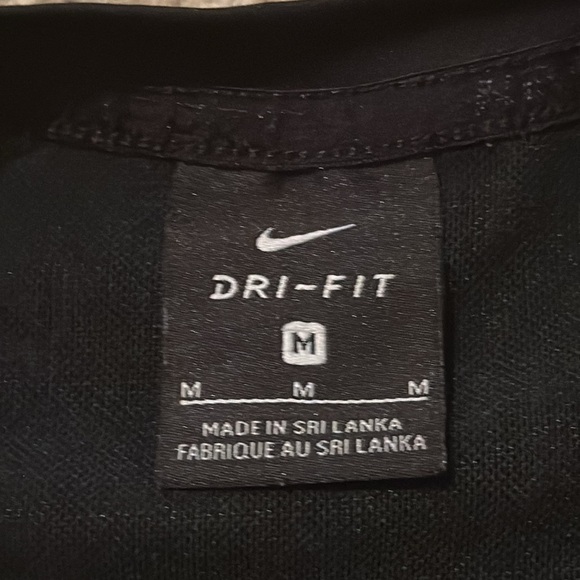 DRI-FIT
M
M M M
MADE IN SRI LANKA
FABRIQUE AU SRI LANKA